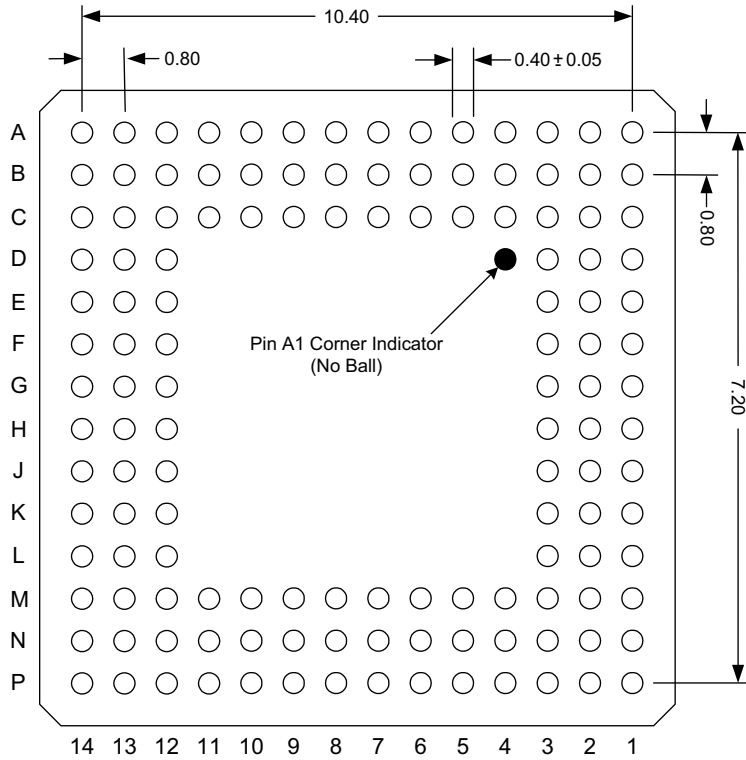 10.40
0.80
0.40 ± 0.05
A
B
C
0.80
D
E
Pin A1 Corner Indicator
(No Ball)
F
G
7.20
H
J
K
L
M
N
P
14 13 12 11 10 9 8 7 6 5 4 3 2 1